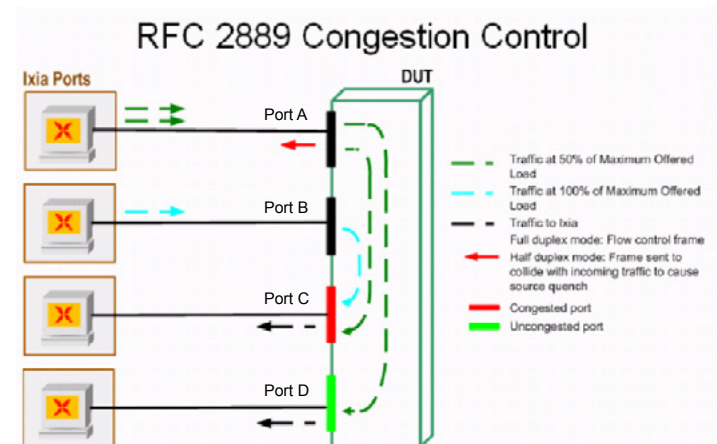 RFC 2889 Congestion Control
Ixia Ports
DUT
Port A
Port B
Port C
Port D
Traffic at 50% of Maximum Offered
Load
Traffic at 100% of Maximum Offered
Load
Traffic to Ixia
Full duplex mode: Flow control frame
Half duplex mode: Frame sent to
collide with incoming traffic to cause
source quench
Congested port
Uncongested port